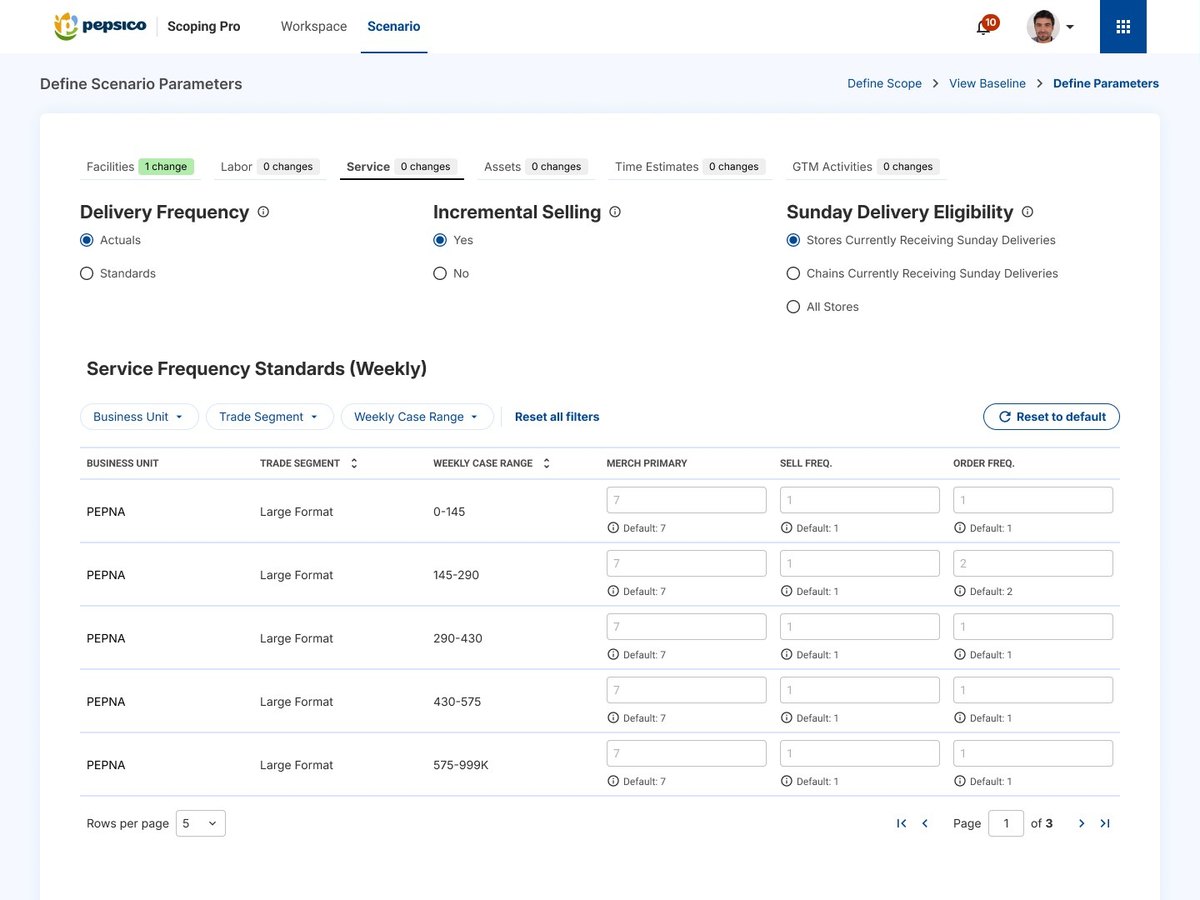 pepsico Scoping Pro Workspace Scenario 10
Define Scenario Parameters Define Scope View Baseline Define Parameters
Facilities 1 change Labor 0 changes Service 0 changes Assets 0 changes Time Estimates 0 changes GTM Activities 0 changes
Delivery Frequency Incremental Selling Sunday Delivery Eligibility
Actuals Yes Stores Currently Receiving Sunday Deliveries
Standards No Chains Currently Receiving Sunday Deliveries
All Stores
Service Frequency Standards (Weekly)
Business Unit Trade Segment Weekly Case Range Reset all filters Reset to default
BUSINESS UNIT TRADE SEGMENT WEEKLY CASE RANGE MERCH PRIMARY SELL FREQ. ORDER FREQ.
7 1 1
PEPNA Large Format 0-145
Default: 7 Default: 1 Default: 1
7 1 2
PEPNA Large Format 145-290
Default: 7 Default: 1 Default: 2
7 1 1
PEPNA Large Format 290-430
Default: 7 Default: 1 Default: 1
7 1 1
PEPNA Large Format 430-575
Default: 7 Default: 1 Default: 1
7 1 1
PEPNA Large Format 575-999K
Default: 7 Default: 1 Default: 1
Rows per page 5 Page 1 of 3